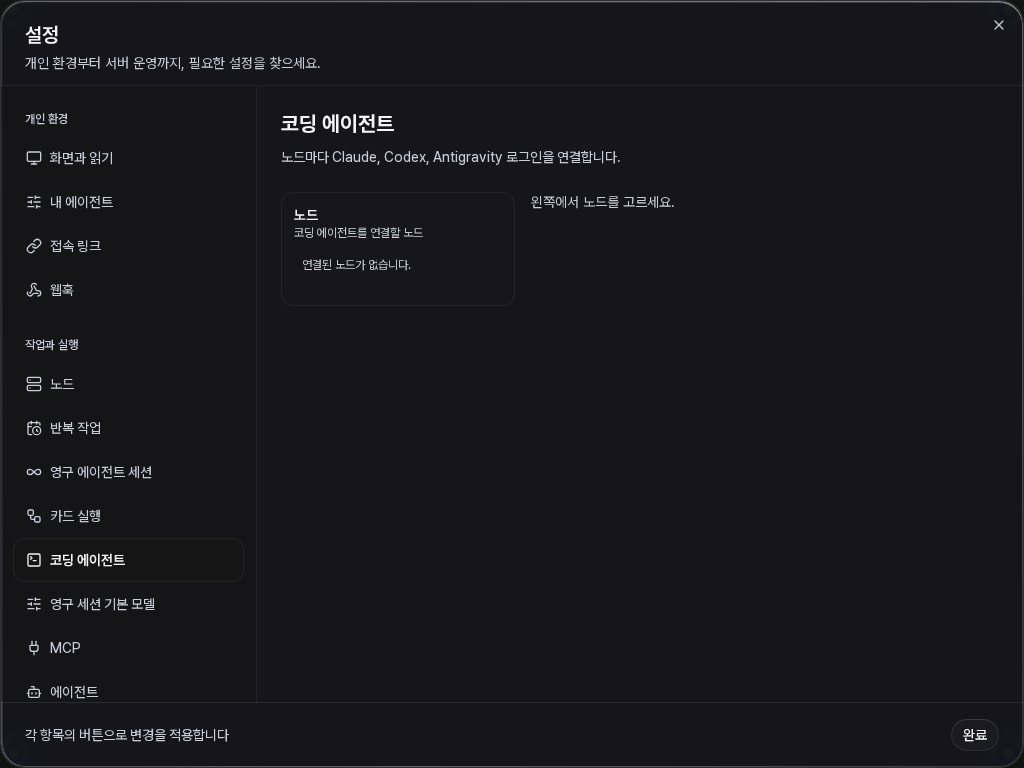 설정
개인 환경부터 서버 운영까지, 필요한 설정을 찾으세요.
개인 환경
화면과 읽기
내 에이전트
접속 링크
웹훅
작업과 실행
노드
반복 작업
영구 에이전트 세션
카드 실행
코딩 에이전트
영구 세션 기본 모델
MCP
에이전트
코딩 에이전트
노드마다 Claude, Codex, Antigravity 로그인을 연결합니다.
노드
코딩 에이전트를 연결할 노드
연결된 노드가 없습니다.
왼쪽에서 노드를 고르세요.
각 항목의 버튼으로 변경을 적용합니다
완료